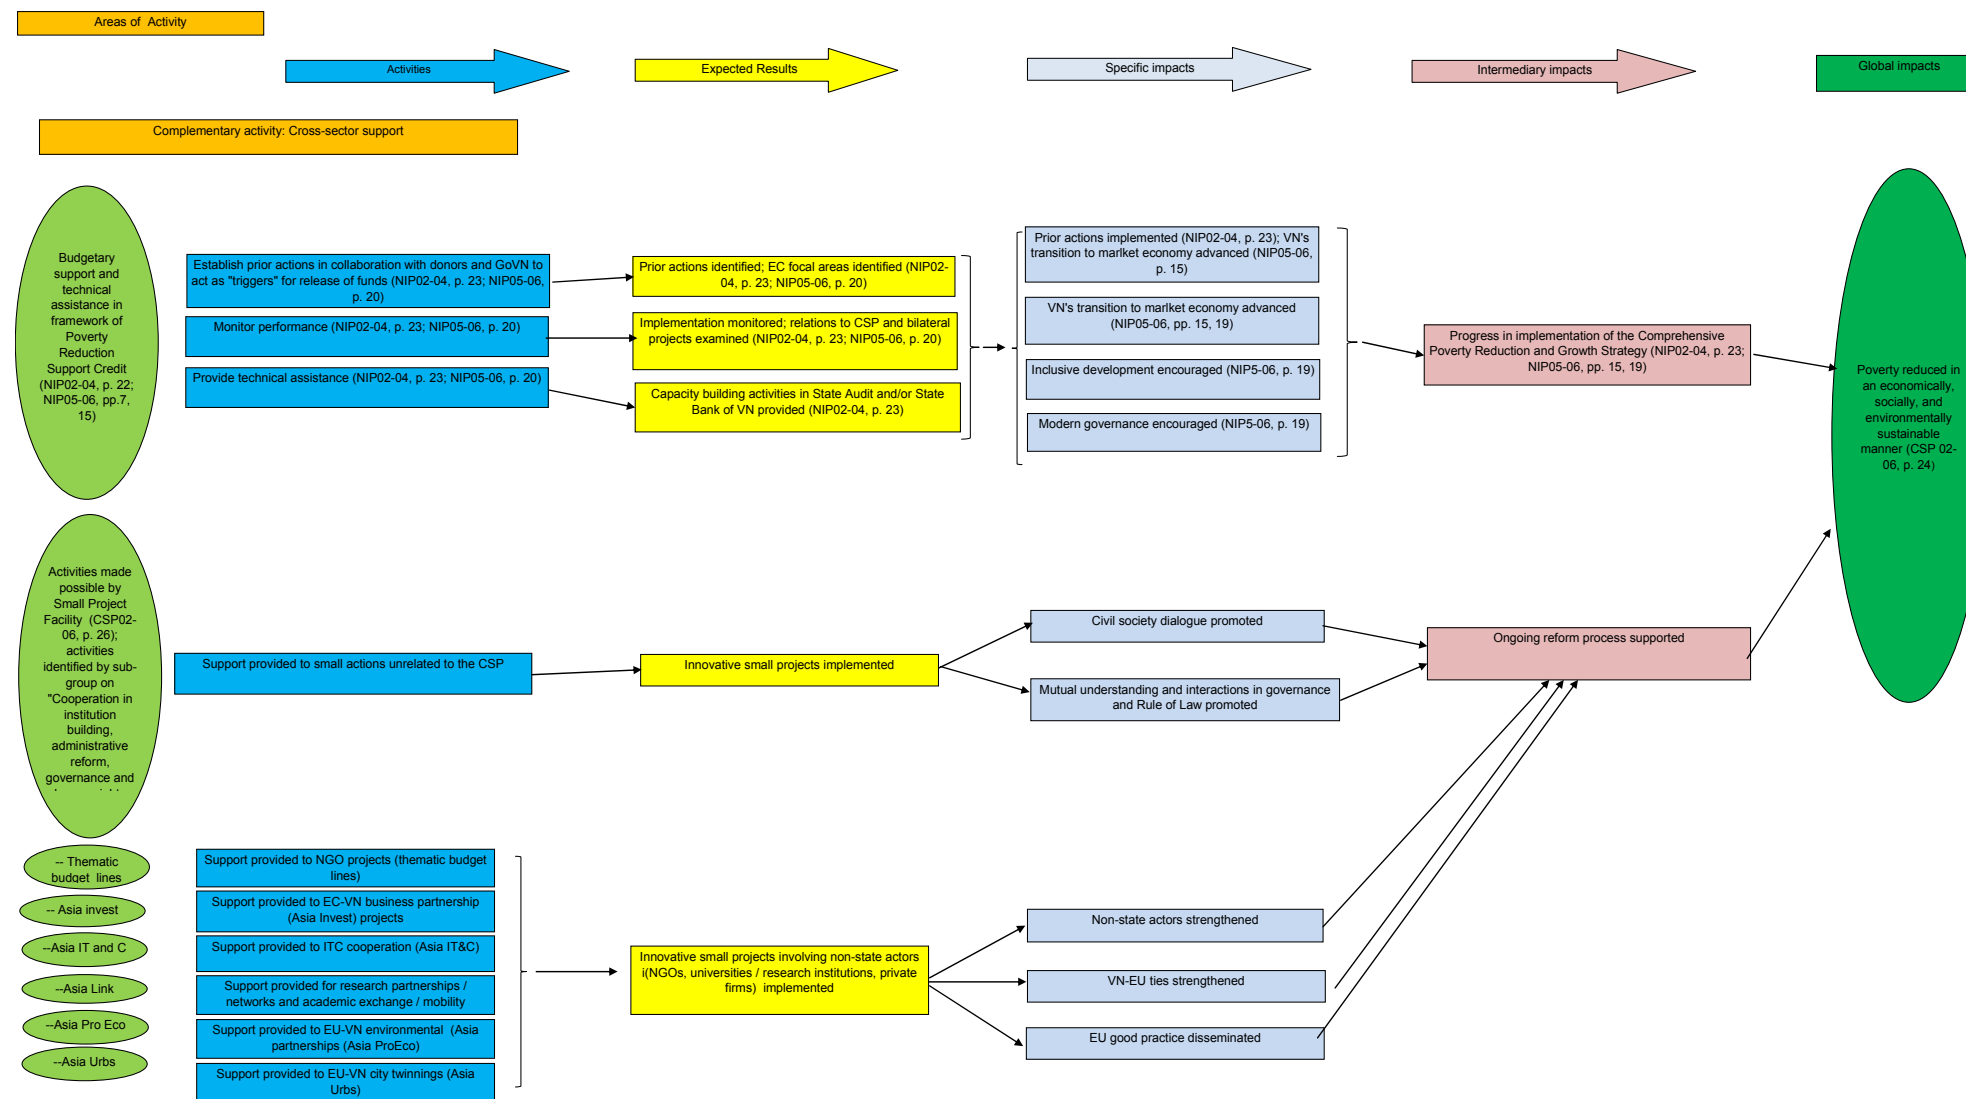 Areas of  Activity
Activities
Expected Results
Specific impacts
Intermediary impacts
Global impacts
Complementary activity: Cross-sector support
Budgetary
support and
technical
assistance in
framework of
Poverty
Reduction
Support Credit
(NIP02-04, p. 22;
NIP05-06, pp.7,
15)
Establish prior actions in collaboration with donors and GoVN to
act as "triggers" for release of funds (NIP02-04, p. 23; NIP05-06,
p. 20)
Monitor performance (NIP02-04, p. 23; NIP05-06, p. 20)
Provide technical assistance (NIP02-04, p. 23; NIP05-06, p. 20)
Prior actions identified; EC focal areas identified (NIP02-
04, p. 23; NIP05-06, p. 20)
Implementation monitored; relations to CSP and bilateral
projects examined (NIP02-04, p. 23; NIP05-06, p. 20)
Capacity building activities in State Audit and/or State
Bank of VN provided (NIP02-04, p. 23)
Prior actions implemented (NIP02-04, p. 23); VN's
transition to market economy advanced (NIP05-06,
p. 15)
VN's transition to marlket economy advanced
(NIP05-06, pp. 15, 19)
Inclusive development encouraged (NIP5-06, p. 19)
Modern governance encouraged (NIP5-06, p. 19)
Progress in implementation of the Comprehensive
Poverty Reduction and Growth Strategy (NIP02-04, p. 23;
NIP05-06, pp. 15, 19)
Poverty reduced in
an economically,
socially, and
environmentally
sustainable
manner (CSP 02-
06, p. 24)
Activities made
possible by
Small Project
Facility  (CSP02-
06, p. 26);
activities
identified by sub-
group on
"Cooperation in
institution
building,
administrative
reform,
governance and
Support provided to small actions unrelated to the CSP
Innovative small projects implemented
Civil society dialogue promoted
Mutual understanding and interactions in governance
and Rule of Law promoted
Ongoing reform process supported
-- Thematic
budget  lines
-- Asia invest
--Asia IT and C
--Asia Link
--Asia Pro Eco
--Asia Urbs
Support provided to NGO projects (thematic budget
lines)
Support provided to EC-VN business partnership
(Asia Invest) projects
Support provided to ITC cooperation (Asia IT&C)
Support provided for research partnerships /
networks and academic exchange / mobility
Support provided to EU-VN environmental  (Asia
partnerships (Asia ProEco)
Support provided to EU-VN city twinnings (Asia
Urbs)
Innovative small projects involving non-state actors
i(NGOs, universities / research institutions, private
firms)  implemented
Non-state actors strengthened
VN-EU ties strengthened
EU good practice disseminated